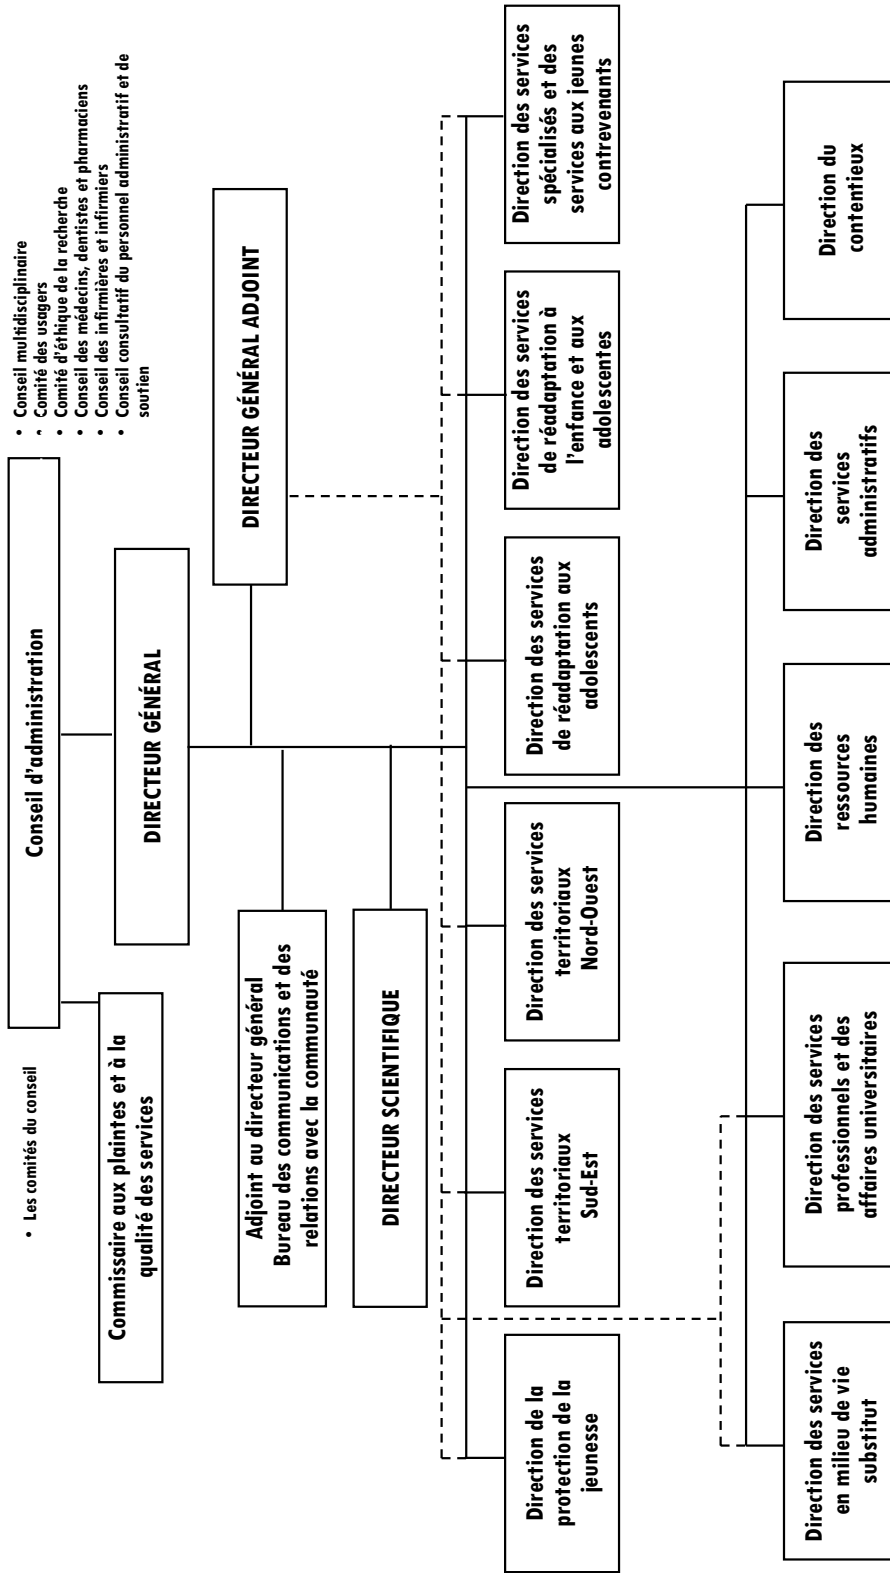 • Les comités du conseil
Conseil d'administration
• Conseil multidisciplinaire
• Comité des usagers
• Comité d'éthique de la recherche
• Conseil des médecins, dentistes et pharmaciens
• Conseil des infirmières et infirmiers
• Conseil consultatif du personnel administratif et de
soutien
Commissaire aux plaintes et à la
qualité des services
DIRECTEUR GÉNÉRAL
DIRECTEUR GÉNÉRAL ADJOINT
Adjoint au directeur général
Bureau des communications et des
relations avec la communauté
DIRECTEUR SCIENTIFIQUE
Direction de la
protection de la
jeunesse
Direction des services
territoriaux
Sud-Est
Direction des services
territoriaux
Nord-Ouest
Direction des services
de réadaptation aux
adolescents
Direction des services
de réadaptation à
l'enfance et aux
adolescentes
Direction des services
spécialisés et des
services aux jeunes
contrevenants
Direction des services
en milieu de vie
substitut
Direction des services
professionnels et des
affaires universitaires
Direction des
ressources
humaines
Direction des
services
administratifs
Direction du
contentieux